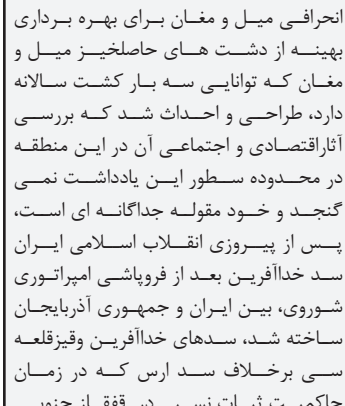 انحرافی میل و مغان برای بهره برداری
بهینه از دشت های حاصلخیز میل و
مغان که توانایی سه بار کشت سالانه
دارد، طراحی و احداث شد که بررسی
آثاراقتصادی و اجتماعی آن در این منطقه
در محدوده سطور این یادداشت نمی
گنجد و خود مقوله جداگانه ای است،
پس از پیروزی انقلاب اسلامی ایران
سد خداآفرین بعد از فروپاشی امپراتوری
شوروی، بین ایران و جمهوری آذربایجان
ساخته شد، سدهای خداآفرین وقیزقلعه
سی برخلاف سد ارس که در زمان